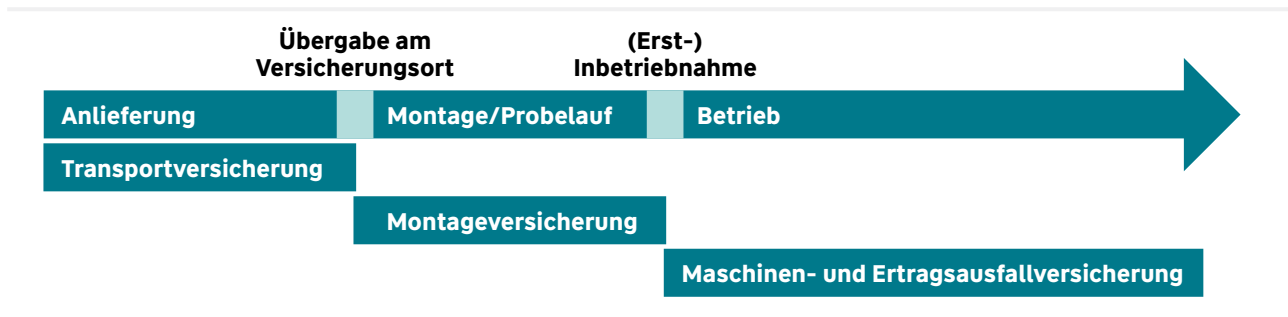 Übergabe am
Versicherungsort
(Erst-)
Inbetriebnahme
Anlieferung
Montage/Probelauf
Betrieb
Transportversicherung
Montageversicherung
Maschinen- und Ertragsausfallversicherung